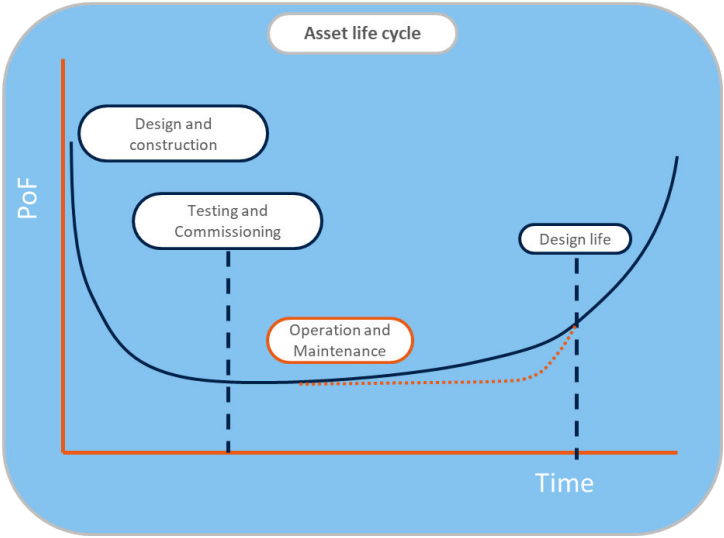 Asset life cycle
Design and
construction
PoF
Testing and
Commissioning
Design life
Operation and
Maintenance
Time